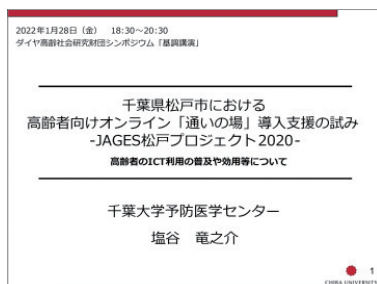 2022年1月28日（金） 18:30～20:30
ダイヤ高齢社会研究財団シンポジウム「基調講演」
千葉県松戸市における
高齢者向けオンライン「通いの場」導入支援の試み
-JAGES松戸プロジェクト2020-
高齢者のICT利用の普及や効用等について
千葉大学予防医学センター
塩谷 竜之介
1
CHIBA UNIVERSITY